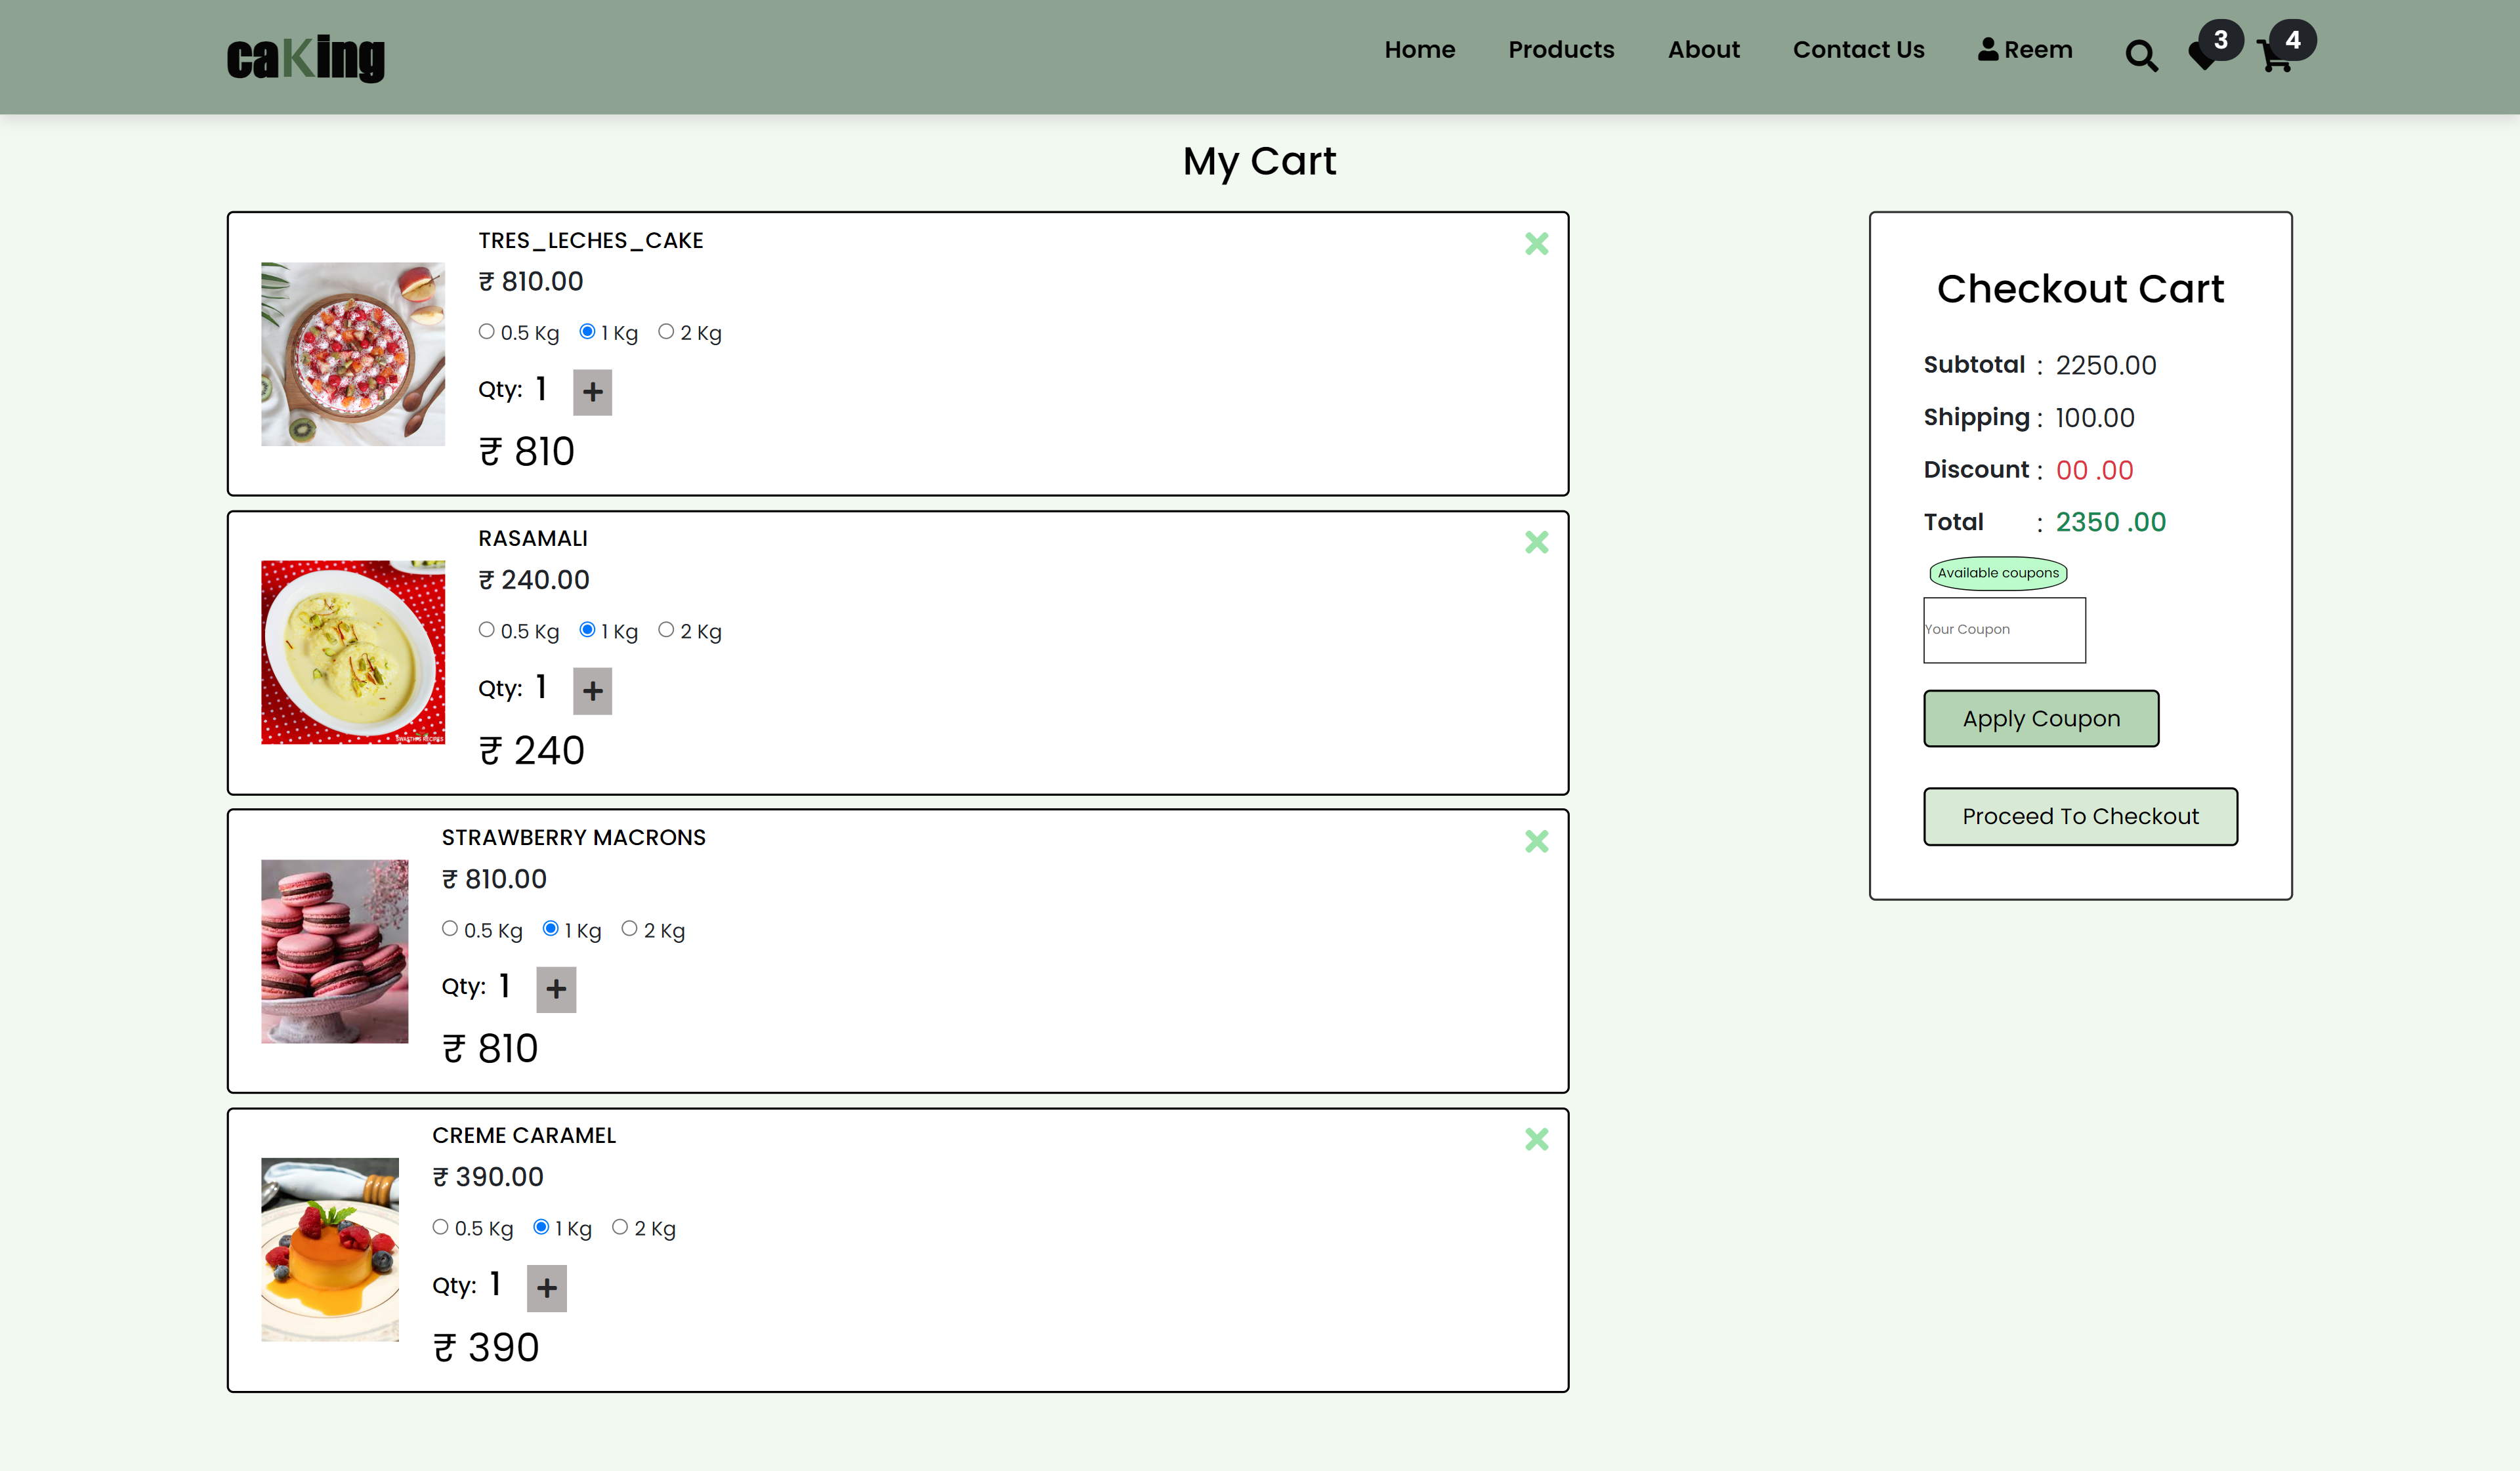 caKing
Home Products About Contact Us Reem 3 4
My Cart
TRES_LECHES_CAKE
₹ 810.00
0.5 Kg 1 Kg 2 Kg
Qty: 1 +
₹ 810
RASAMALI
₹ 240.00
0.5 Kg 1 Kg 2 Kg
Qty: 1 +
₹ 240
STRAWBERRY MACRONS
₹ 810.00
0.5 Kg 1 Kg 2 Kg
Qty: 1 +
₹ 810
CREME CARAMEL
₹ 390.00
0.5 Kg 1 Kg 2 Kg
Qty: 1 +
₹ 390
Checkout Cart
Subtotal : 2250.00
Shipping : 100.00
Discount : 00 .00
Total : 2350 .00
Available coupons
Your Coupon
Apply Coupon
Proceed To Checkout